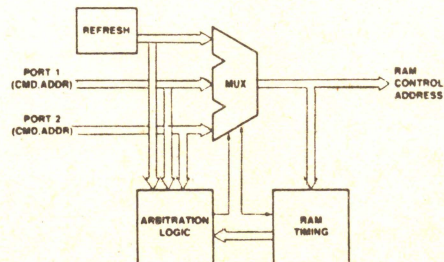 REFRESH
PORT 1
(CMD.ADDR)
MUX
RAM
CONTROL
ADDRESS
PORT 2
(CMD.ADDR)
ARBITRATION
LOGIC
RAM
TIMING